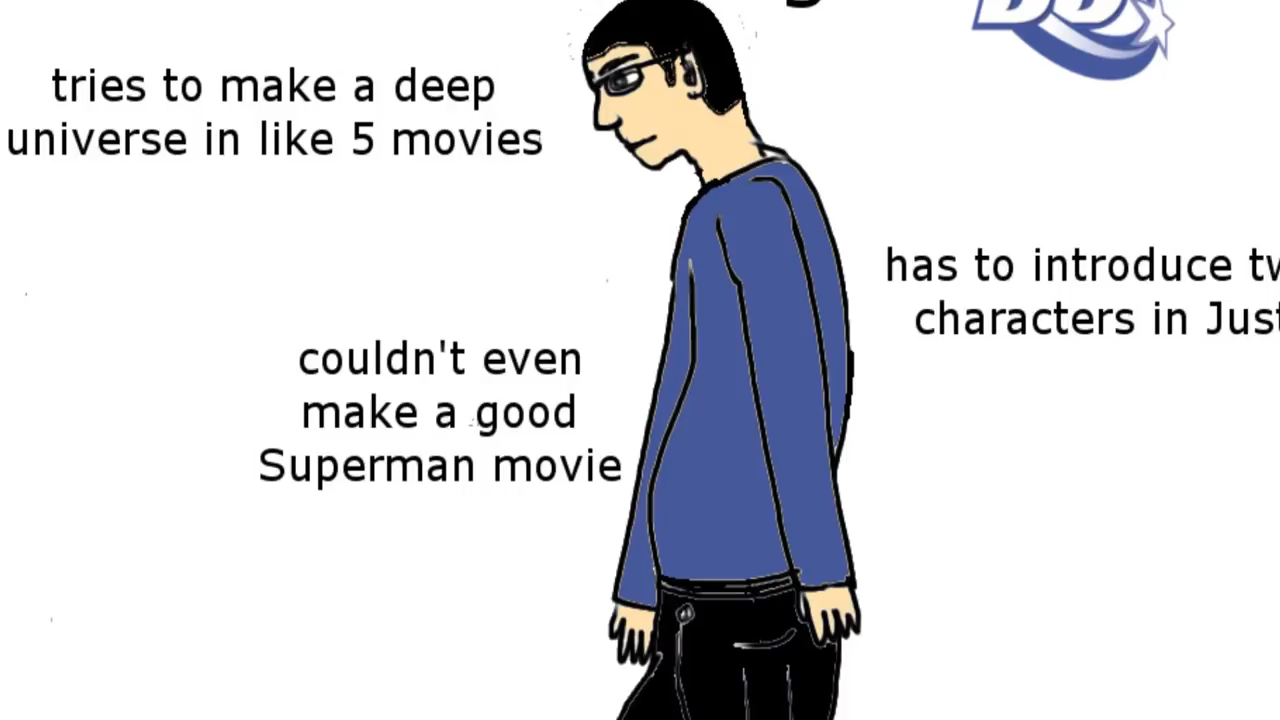 tries to make a deep
universe in like 5 movies
has to introduce
characters in
couldn't even
make a good
Superman movie